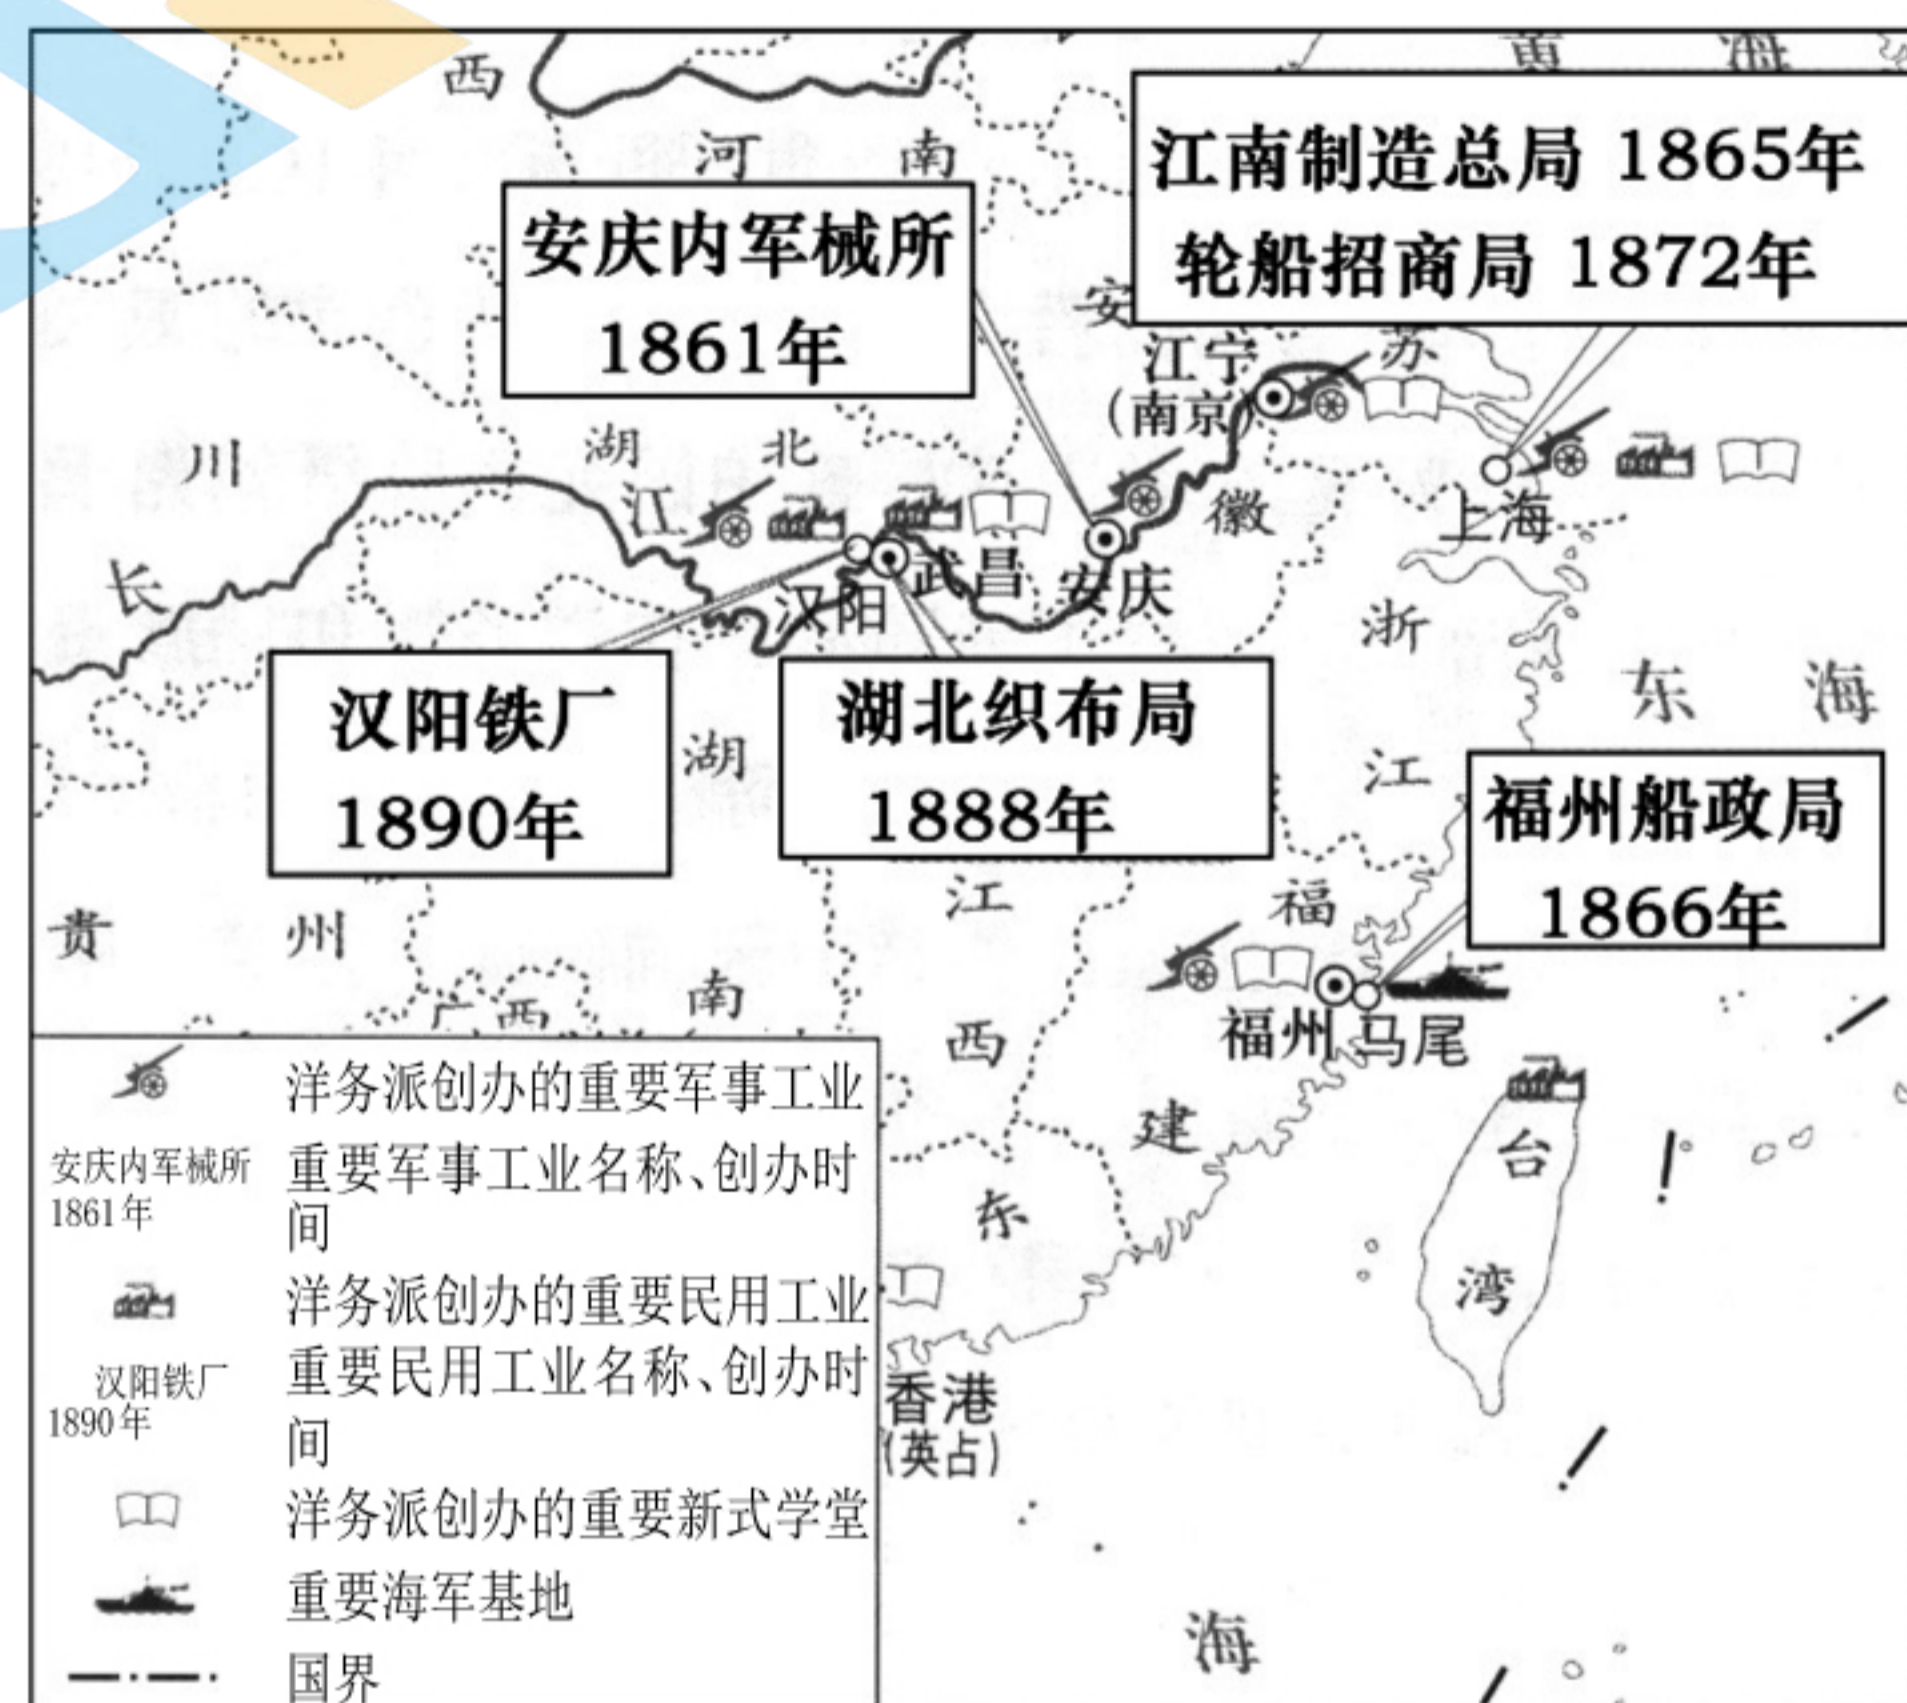 黄 海
西
河 南
江南制造总局 1865年
轮船招商局 1872年
安庆内军械所
1861年
安
苏
江宁
(南京)
川
湖 北
江
徽
上海
长
武昌
汉阳
安庆
浙
东 海
汉阳铁厂
1890年
湖
湖北织布局
1888年
江
福州船政局
1866年
江
福
贵 州
南
广 西
西
福州
马尾
建
台
东
湾
洋务派创办的重要军事工业
安庆内军械所
1861年
重要军事工业名称、创办时
间
洋务派创办的重要民用工业
汉阳铁厂
1890年
重要民用工业名称、创办时
间
香港
(英占)
洋务派创办的重要新式学堂
重要海军基地
海
国界